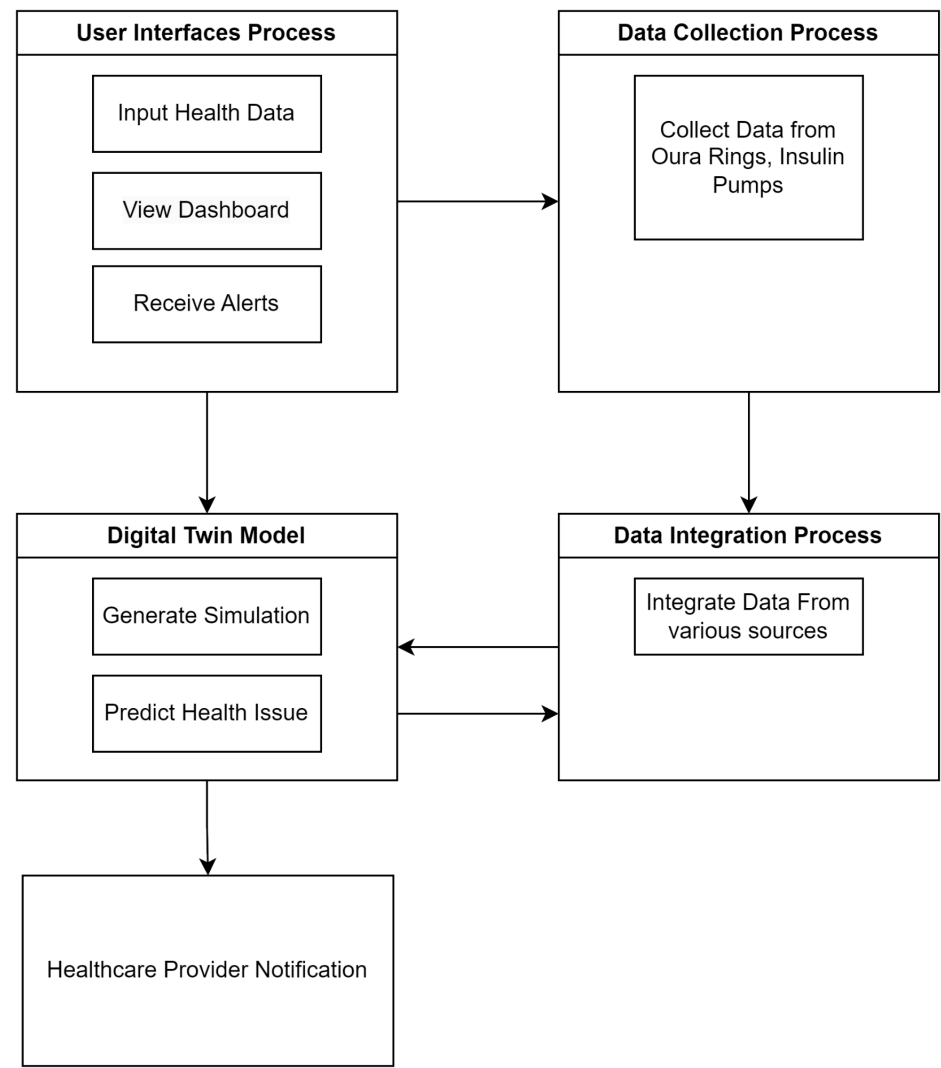 User Interfaces Process
Input Health Data
View Dashboard
Receive Alerts
Data Collection Process
Collect Data from
Oura Rings, Insulin
Pumps
Digital Twin Model
Generate Simulation
Predict Health Issue
Data Integration Process
Integrate Data From
various sources
Healthcare Provider Notification